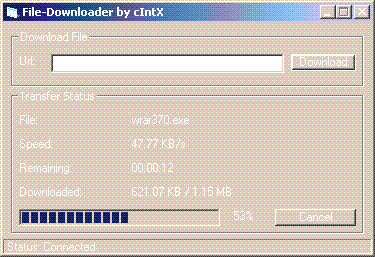 File-Downloader by cIntX
Download File
Url:
Download
Transfer Status
File: wrar370.exe
Speed: 47.77 KB/s
Remaining: 00:00:12
Downloaded: 621.07 KB / 1.15 MB
53%
Cancel
Status: Connected